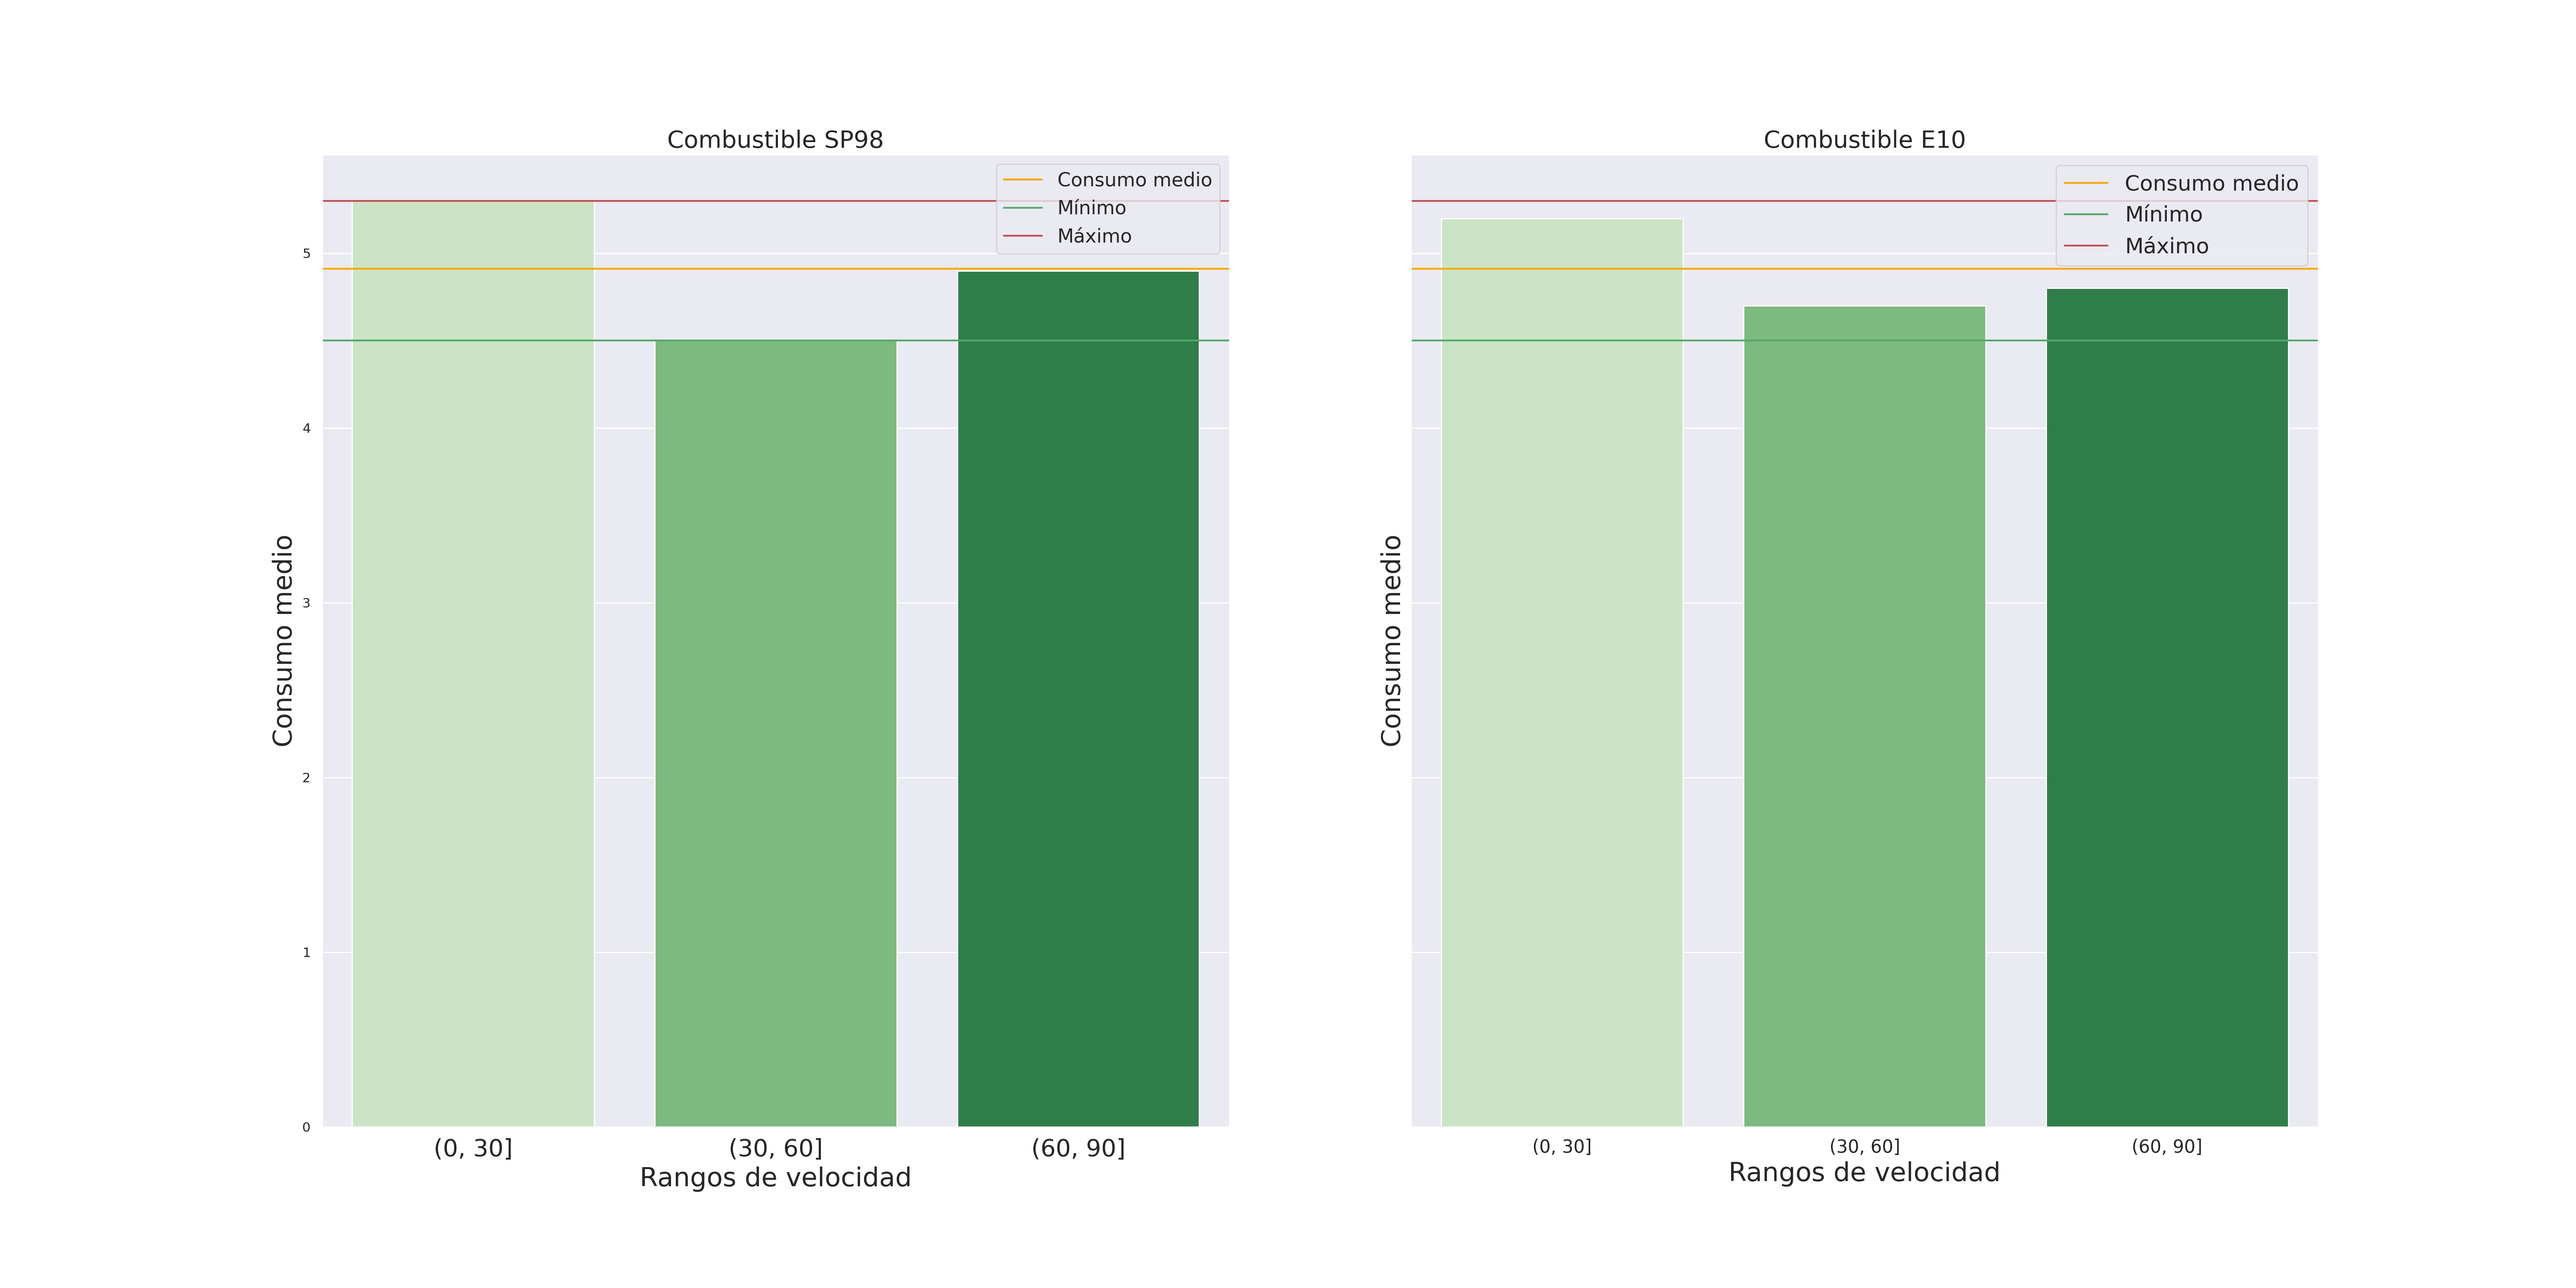 Combustible SP98
Consumo medio
Mínimo
Máximo
5
4
3
2
1
0
Consumo medio
(0, 30]
(30, 60]
(60, 90]
Rangos de velocidad
Combustible E10
Consumo medio
Mínimo
Máximo
Consumo medio
(0, 30]
(30, 60]
(60, 90]
Rangos de velocidad